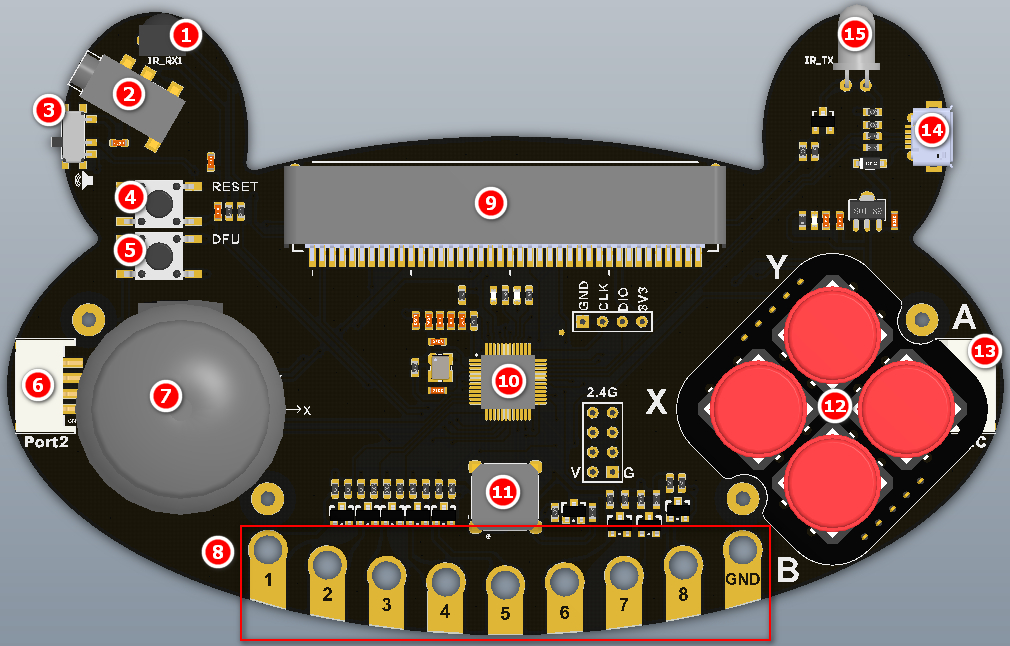 1
15
IR_RX1
IR_TX
2
3
14
4
RESET
9
5
DFU
GND
CLK
DIO
3V3
Y
A
13
6
7
X
10
X
12
2.4G
Port2
V
G
11
8
B
1
2
3
4
5
6
7
8
GND